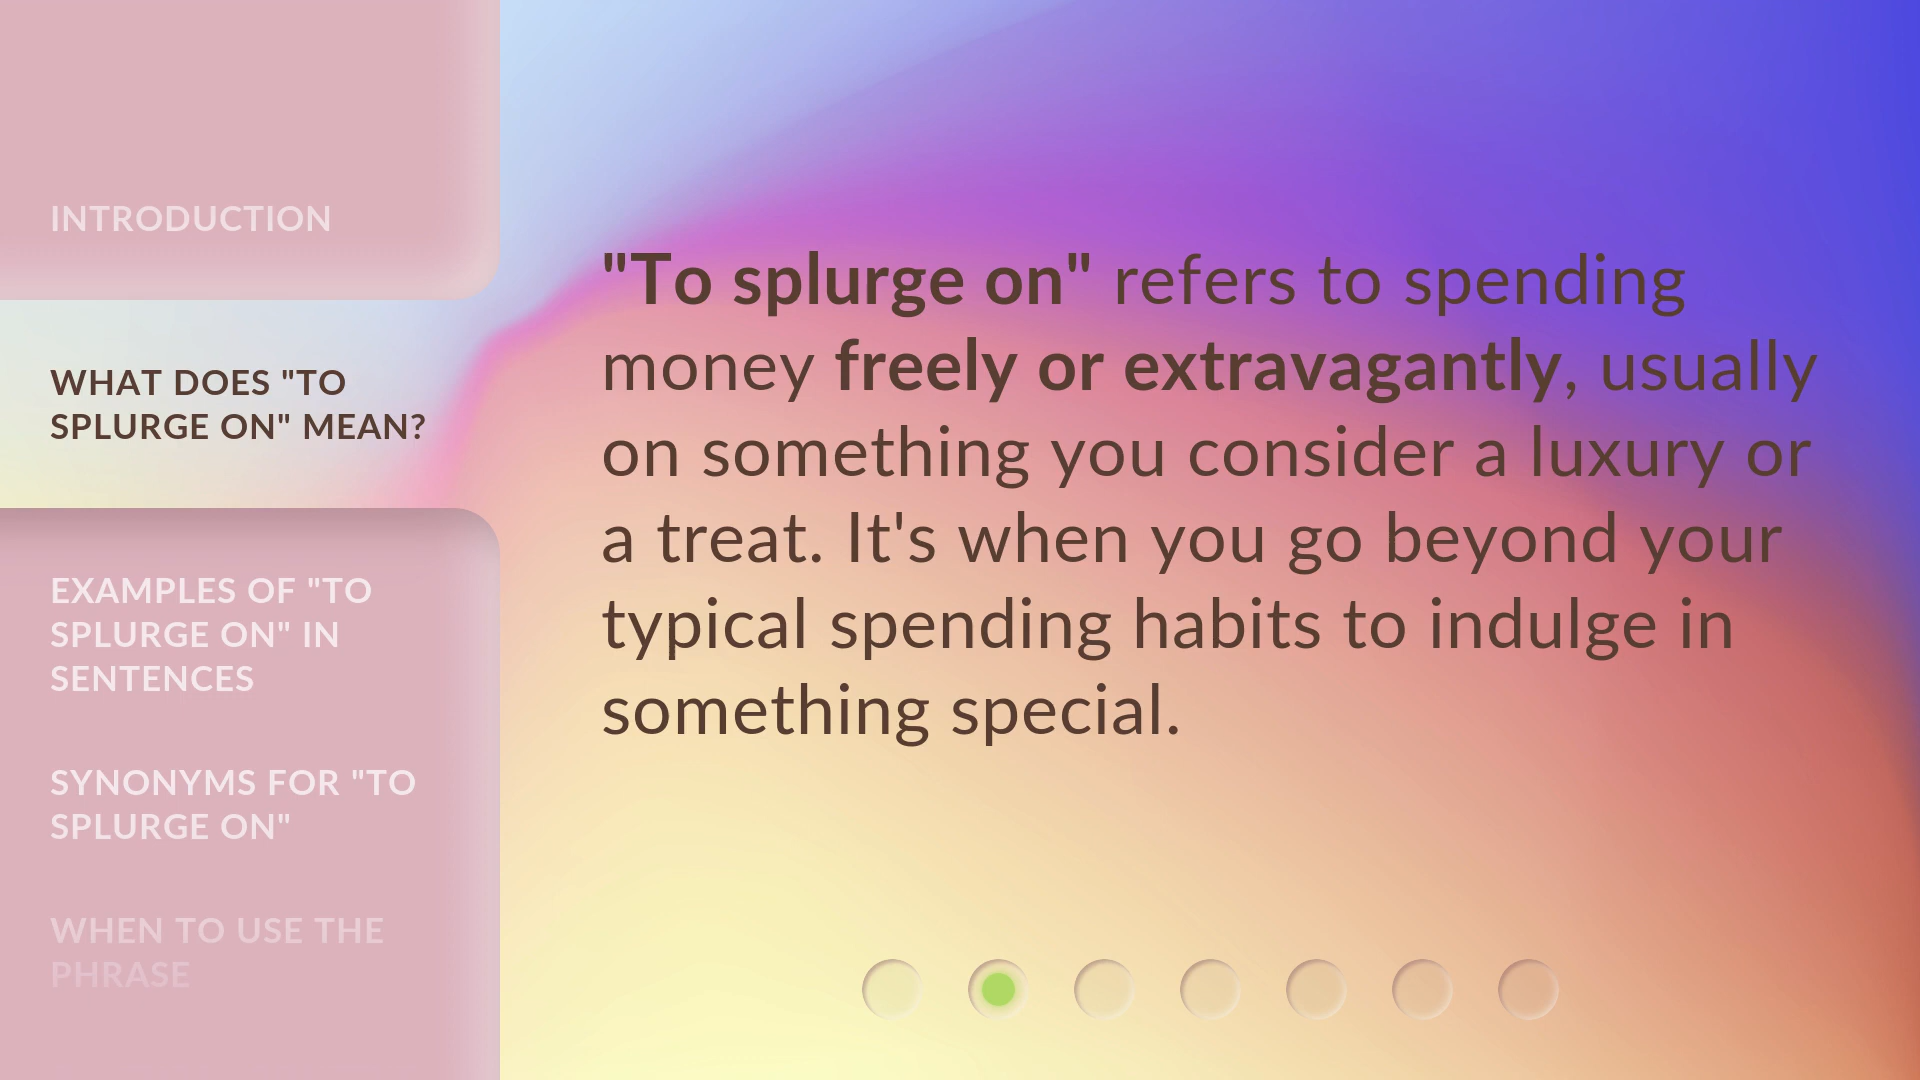 INTRODUCTION
WHAT DOES "TO
SPLURGE ON" MEAN?
EXAMPLES OF "TO
SPLURGE ON" IN
SENTENCES
SYNONYMS FOR "TO
SPLURGE ON"
WHEN TO USE THE
PHRASE
"To splurge on" refers to spending
money freely or extravagantly, usually
on something you consider a luxury or
a treat. It's when you go beyond your
typical spending habits to indulge in
something special.